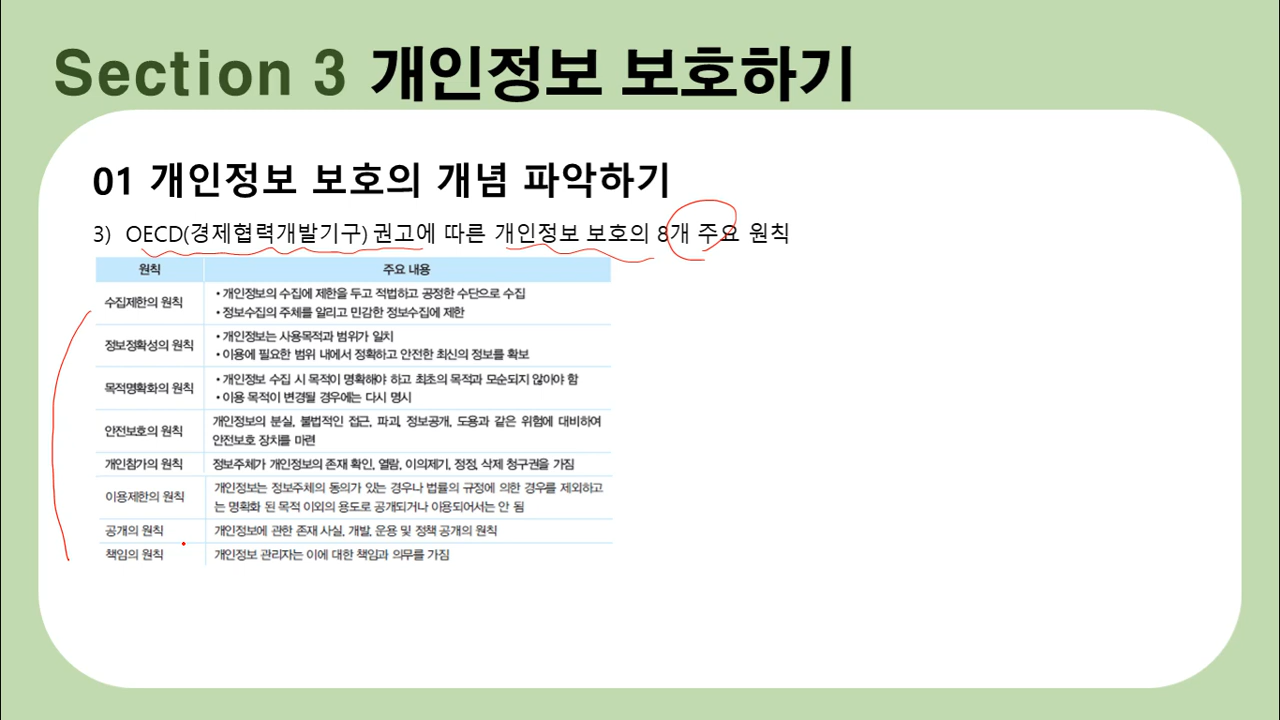 Section 3 개인정보 보호하기
01 개인정보 보호의 개념 파악하기
3) OECD(경제협력개발기구) 권고에 따른 개인정보 보호의 8개 주요 원칙
원칙 주요 내용
수집제한의 원칙
• 개인정보의 수집에 제한을 두고 적법하고 공정한 수단으로 수집
• 정보수집의 주체를 알리고 민감한 정보수집에 제한
정보정확성의 원칙
• 개인정보는 사용목적과 범위가 일치
• 이용에 필요한 범위 내에서 정확하고 안전한 최신의 정보를 확보
목적명확화의 원칙
• 개인정보 수집 시 목적이 명확해야 하고 최초의 목적과 모순되지 않아야 함
• 이용 목적이 변경될 경우에는 다시 명시
안전보호의 원칙
개인정보의 분실, 불법적인 접근, 파괴, 정보공개, 도용과 같은 위험에 대비하여
안전보호 장치를 마련
개인참가의 원칙 정보주체가 개인정보의 존재 확인, 열람, 이의제기, 정정, 삭제 청구권을 가짐
이용제한의 원칙
개인정보는 정보주체의 동의가 있는 경우나 법률의 규정에 의한 경우를 제외하고
는 명확화 된 목적 이외의 용도로 공개되거나 이용되어서는 안 됨
공개의 원칙 개인정보에 관한 존재 사실, 개발, 운용 및 정책 공개의 원칙
책임의 원칙 개인정보 관리자는 이에 대한 책임과 의무를 가짐